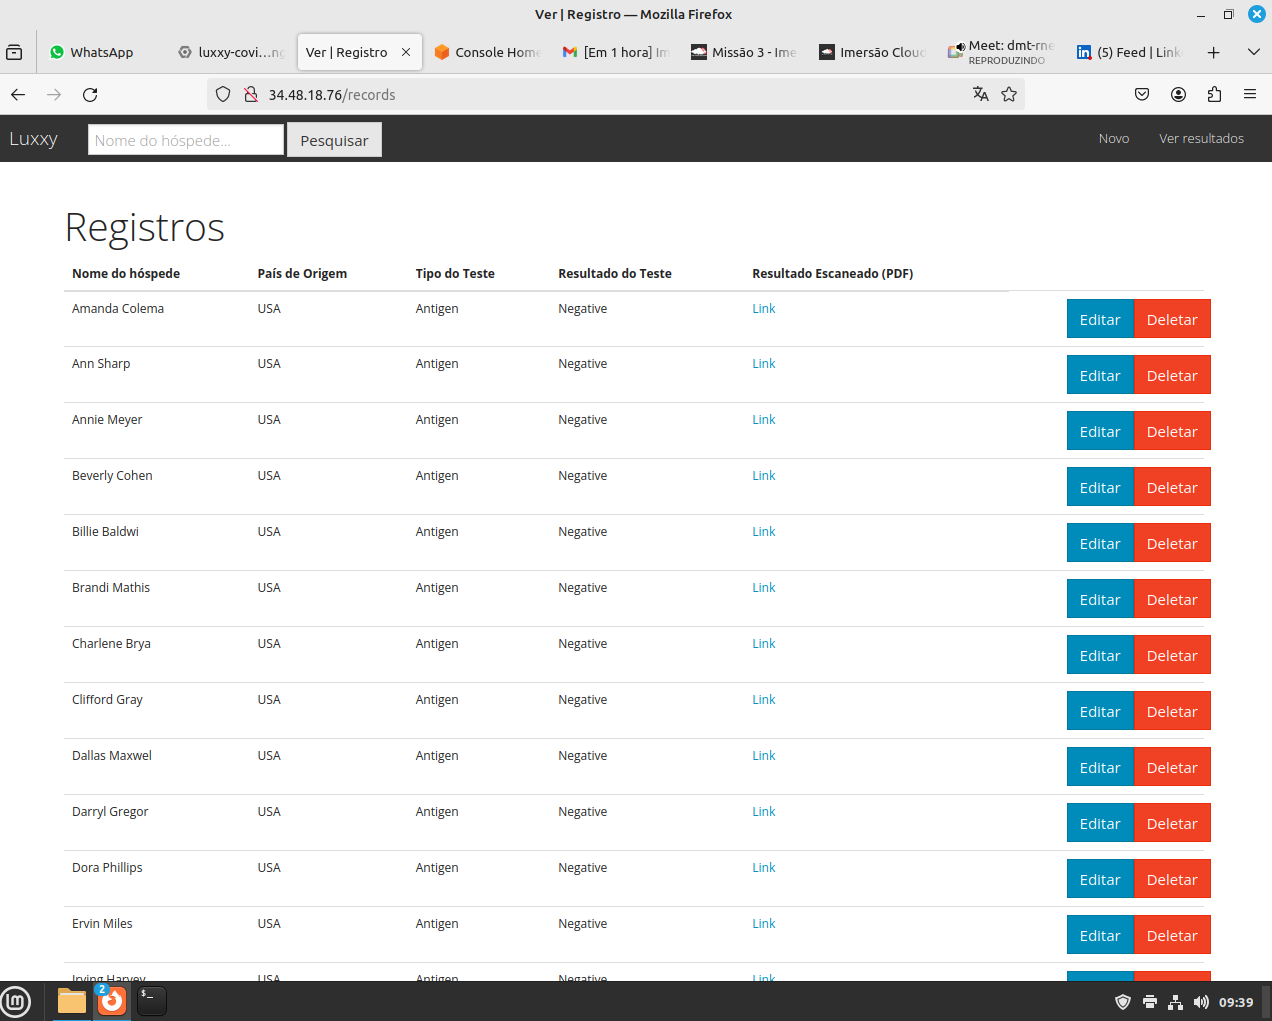 Ver | Registro — Mozilla Firefox
WhatsApp
luxxy-covi...ng
Ver | Registro
Console Home
[Em 1 hora] Im
Missão 3 - Ime
Imersão Cloud
Meet: dmt-rne
REPRODUZINDO
(5) Feed | Link
34.48.18.76/records
Luxxy
Nome do hóspede...
Pesquisar
Novo
Ver resultados
Registros
Nome do hóspede País de Origem Tipo do Teste Resultado do Teste Resultado Escaneado (PDF)
Amanda Colema USA Antigen Negative Link Editar Deletar
Ann Sharp USA Antigen Negative Link Editar Deletar
Annie Meyer USA Antigen Negative Link Editar Deletar
Beverly Cohen USA Antigen Negative Link Editar Deletar
Billie Baldwi USA Antigen Negative Link Editar Deletar
Brandi Mathis USA Antigen Negative Link Editar Deletar
Charlene Brya USA Antigen Negative Link Editar Deletar
Clifford Gray USA Antigen Negative Link Editar Deletar
Dallas Maxwel USA Antigen Negative Link Editar Deletar
Darryl Gregor USA Antigen Negative Link Editar Deletar
Dora Phillips USA Antigen Negative Link Editar Deletar
Ervin Miles USA Antigen Negative Link Editar Deletar
Irving Harvey USA Antigen Negative Link
2
09:39